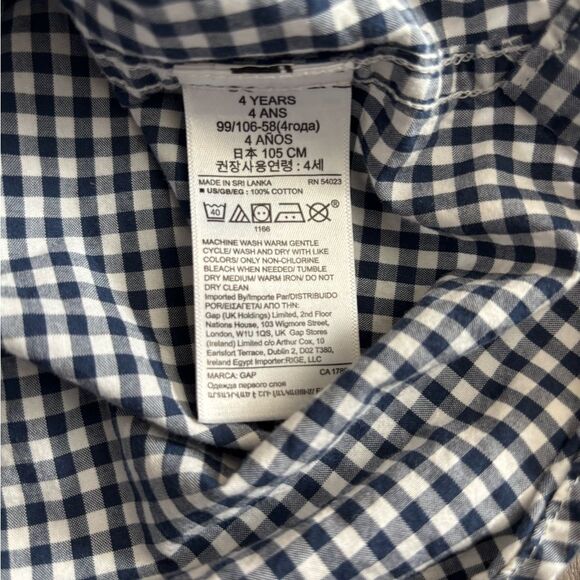 4 YEARS
4 ANS
99/106-58(4года)
4 AÑOS
日本 105 CM
권장사용연령 : 4세
MADE IN SRI LANKA RN 54023
■ US/GB/EG : 100% COTTON
40
1166
MACHINE WASH WARM GENTLE
CYCLE/ WASH AND DRY WITH LIKE
COLORS/ ONLY NON-CHLORINE
BLEACH WHEN NEEDED/ TUMBLE
DRY MEDIUM/ WARM IRON/ DO NOT
DRY CLEAN
Imported By/Importe Par/DISTRIBUIDO
POR/ΕΙΣΑΓΕΤΑΙ ΑΠΟ ΤΗΝ:
Gap (UK Holdings) Limited, 2nd Floor
Nations House, 103 Wigmore Street,
London, W1U 1QS, UK Gap Stores
(Ireland) Limited c/o Arthur Cox, 10
Earlsfort Terrace, Dublin 2, D02 T380,
Ireland Egypt Importer:RIGE, LLC
MARCA: GAP CA
Одежда первого слоя